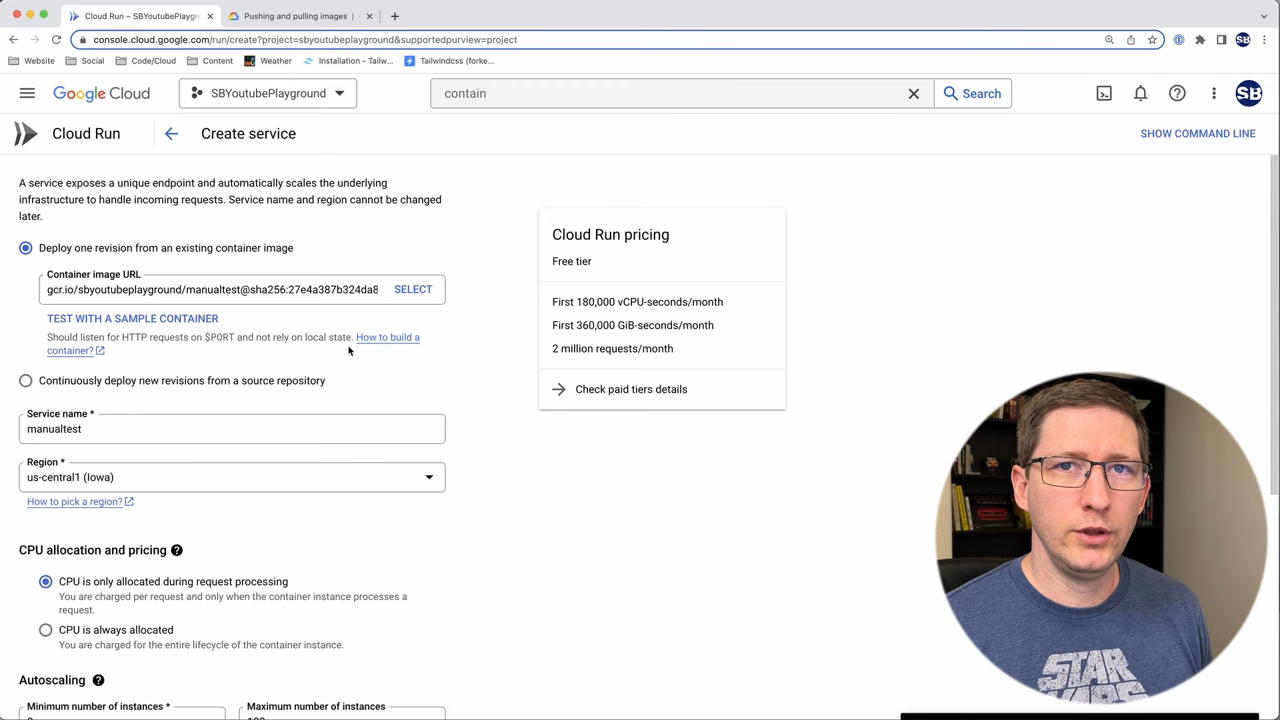 Cloud Run – SBYoutubePlaygr
Pushing and pulling images
console.cloud.google.com/run/create?project=sbyoutubeplayground&supportedpurview=project
SB
Website
Social
Code/Cloud
Content
Weather
Installation - Tailw...
Tailwindcss (forke...
Google Cloud
SBYoutubePlayground
contain
Search
SB
Cloud Run
Create service
SHOW COMMAND LINE
A service exposes a unique endpoint and automatically scales the underlying
infrastructure to handle incoming requests. Service name and region cannot be changed
later.
Deploy one revision from an existing container image
Container image URL
gcr.io/sbyoutubeplayground/manualtest@sha256:27e4a387b324da8
SELECT
TEST WITH A SAMPLE CONTAINER
Should listen for HTTP requests on $PORT and not rely on local state. How to build a
container?
Continuously deploy new revisions from a source repository
Service name *
manualtest
Region *
us-central1 (Iowa)
How to pick a region?
CPU allocation and pricing
CPU is only allocated during request processing
You are charged per request and only when the container instance processes a
request.
CPU is always allocated
You are charged for the entire lifecycle of the container instance.
Autoscaling
Minimum number of instances *
Maximum number of instances
Cloud Run pricing
Free tier
First 180,000 vCPU-seconds/month
First 360,000 GiB-seconds/month
2 million requests/month
Check paid tiers details
STAR
WARS